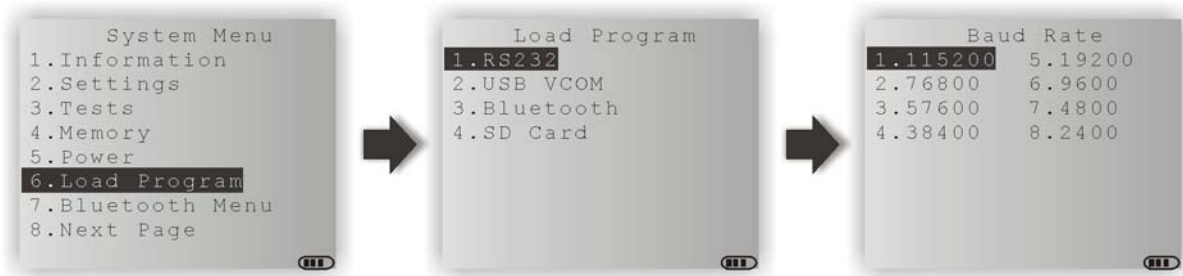 System Menu
1.Information
2.Settings
3.Tests
4.Memory
5.Power
6.Load Program
7.Bluetooth Menu
8.Next Page
Load Program
1.RS232
2.USB VCOM
3.Bluetooth
4.SD Card
Baud Rate
1.115200 5.19200
2.76800 6.9600
3.57600 7.4800
4.38400 8.2400